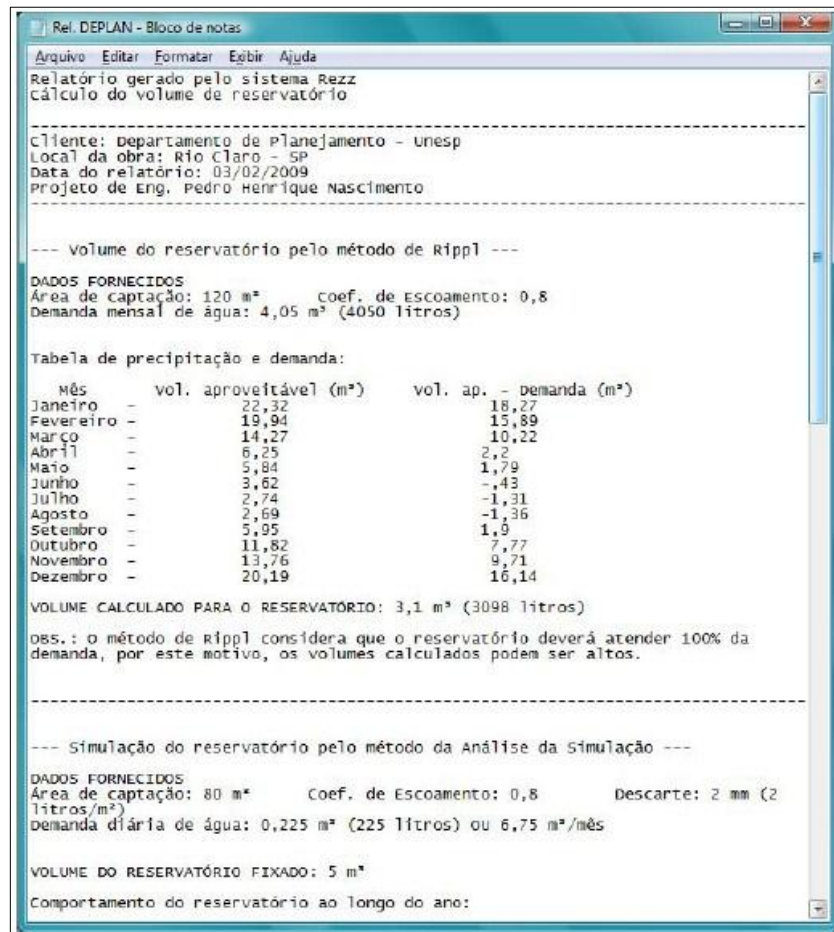 Rel. DEPLAN - Bloco de notas
Arquivo Editar Formatar Exibir Ajuda
Relatório gerado pelo sistema Rezz
Cálculo do volume de reservatório
--------------------------------------------------------------------------------
Cliente: Departamento de Planejamento - Unesp
Local da obra: Rio Claro - SP
Data do relatório: 03/02/2009
Projeto de Eng. Pedro Henrique Nascimento
--------------------------------------------------------------------------------
--- Volume do reservatório pelo método de Rippl ---
DADOS FORNECIDOS
Área de captação: 120 m² Coef. de Escoamento: 0,8
Demanda mensal de água: 4,05 m³ (4050 litros)
Tabela de precipitação e demanda:
Mês Vol. aproveitável (m³) Vol. ap. - Demanda (m³)
Janeiro - 22,32 18,27
Fevereiro - 19,94 15,89
Março - 14,27 10,22
Abril - 6,25 2,2
Maio - 5,84 1,79
Junho - 3,62 -,43
Julho - 2,74 -1,31
Agosto - 2,69 -1,36
Setembro - 5,95 1,9
Outubro - 11,82 7,77
Novembro - 13,76 9,71
Dezembro - 20,19 16,14
VOLUME CALCULADO PARA O RESERVATÓRIO: 3,1 m³ (3098 litros)
OBS.: O método de Rippl considera que o reservatório deverá atender 100% da
demanda, por este motivo, os volumes calculados podem ser altos.
--------------------------------------------------------------------------------
--- Simulação do reservatório pelo método da Análise da Simulação ---
DADOS FORNECIDOS
Área de captação: 80 m² Coef. de Escoamento: 0,8 Descarte: 2 mm (2
litros/m²)
Demanda diária de água: 0,225 m³ (225 litros) ou 6,75 m³/mês
VOLUME DO RESERVATÓRIO FIXADO: 5 m³
Comportamento do reservatório ao longo do ano: